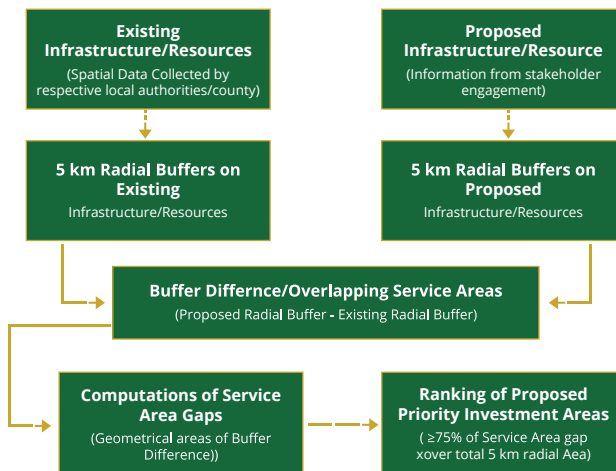 Existing
Infrastructure/Resources
(Spatial Data Collected by
respective local authorities/county)
Proposed
Infrastructure/Resource
(Information from stakeholder
engagement)
5 km Radial Buffers on
Existing
Infrastructure/Resources
5 km Radial Buffers on
Proposed
Infrastructure/Resources
Buffer Differnce/Overlapping Service Areas
(Proposed Radial Buffer - Existing Radial Buffer)
Computations of Service
Area Gaps
(Geometrical areas of Buffer
Difference))
Ranking of Proposed
Priority Investment Areas
( ≥75% of Service Area gap
xover total 5 km radial Aea)